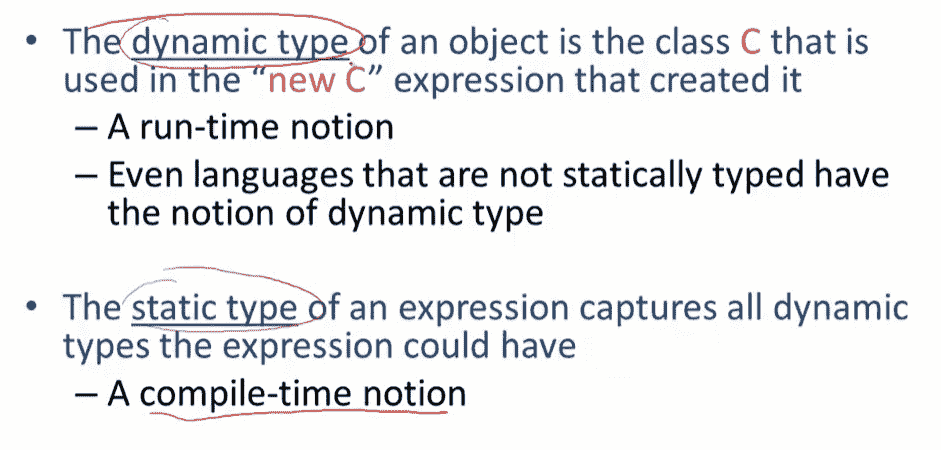 • The dynamic type of an object is the class C that is
used in the “new C” expression that created it
– A run-time notion
– Even languages that are not statically typed have
the notion of dynamic type
• The static type of an expression captures all dynamic
types the expression could have
– A compile-time notion